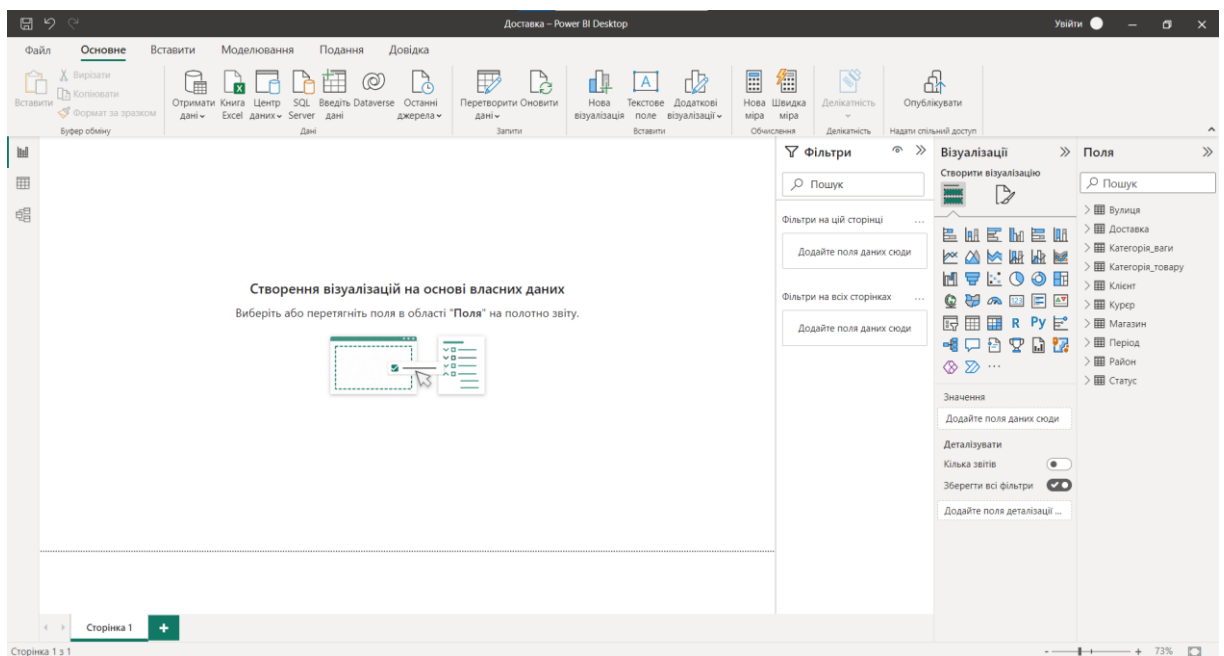 Доставка – Power BI Desktop
Увійти
Файл Основне Вставити Моделювання Подання Довідка
Вставити
Вирізати
Копіювати
Формат за зразком
Буфер обміну
Отримати дані
Книга Excel
Центр даних
SQL Server
Введіть дані
Dataverse
Останні джерела
Дані
Перетворити дані
Оновити
Запити
Нова візуалізація
Текстове поле
Додаткові візуалізації
Вставити
Нова міра
Швидка міра
Обчислення
Делікатність
Делікатність
Опублікувати
Надати спільний доступ
Створення візуалізацій на основі власних даних
Виберіть або перетягніть поля в області "Поля" на полотно звіту.
Фільтри
Пошук
Фільтри на цій сторінці ...
Додайте поля даних сюди
Фільтри на всіх сторінках ...
Додайте поля даних сюди
Візуалізації
Створити візуалізацію
123
R Py
...
Значення
Додайте поля даних сюди
Деталізувати
Кілька звітів
Зберегти всі фільтри
Додайте поля деталізації ...
Поля
Пошук
Вулиця
Доставка
Категорія_ваги
Категорія_товару
Клієнт
Курєр
Магазин
Період
Район
Статус
Сторінка 1
Сторінка 1 з 1
73%